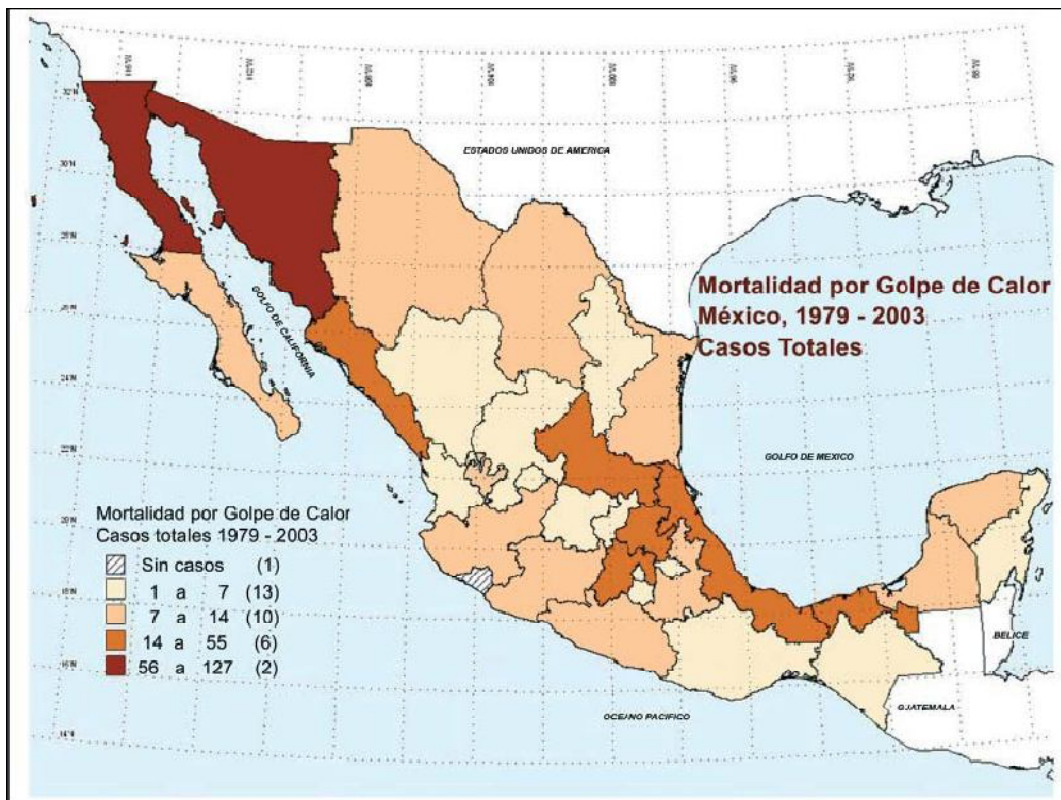 ESTADOS UNIDOS DE AMERICA
Mortalidad por Golpe de Calor
México, 1979 - 2003
Casos Totales
GOLFO DE CALIFORNIA
GOLFO DE MEXICO
Mortalidad por Golpe de Calor
Casos totales 1979 - 2003
Sin casos (1)
1 a 7 (13)
7 a 14 (10)
14 a 55 (6)
56 a 127 (2)
BELICE
GUATEMALA
OCEANO PACIFICO